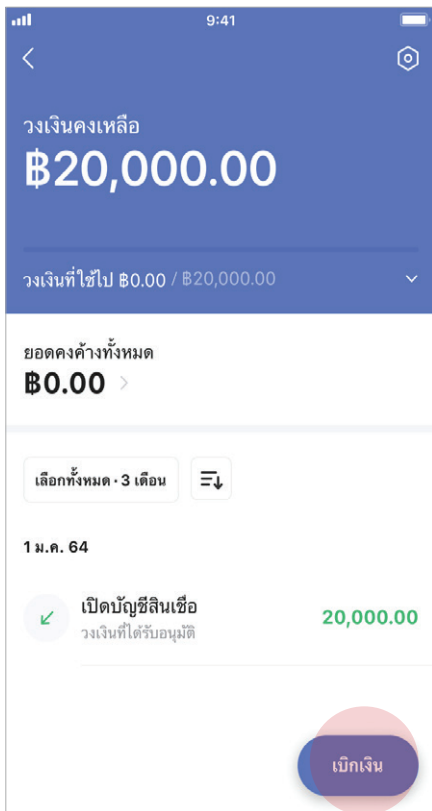 9:41
วงเงินคงเหลือ
฿20,000.00
วงเงินที่ใช้ไป ฿0.00 / ฿20,000.00
ยอดคงค้างทั้งหมด
฿0.00
เลือกทั้งหมด · 3 เดือน
1 ม.ค. 64
เปิดบัญชีสินเชื่อ
20,000.00
วงเงินที่ได้รับอนุมัติ
เบิกเงิน